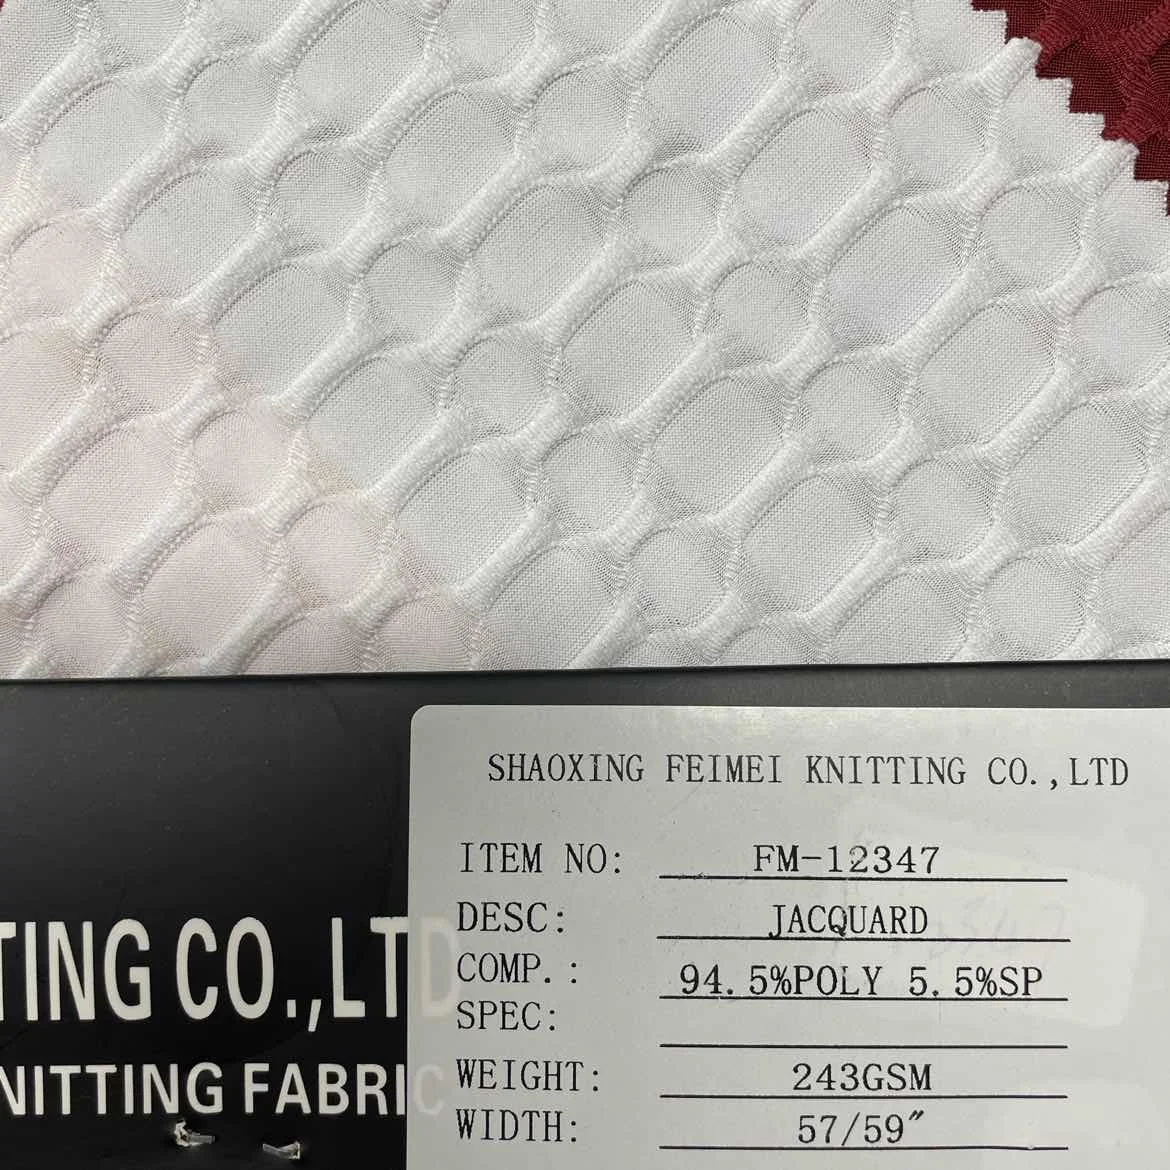 SHAOXING FEIMEI KNITTING CO.,LTD
ITEM NO: FM-12347
DESC: JACQUARD
COMP.: 94.5%POLY 5.5%SP
SPEC:
WEIGHT: 243GSM
WIDTH: 57/59"
TING CO.,LTD
NITTING FABRIC